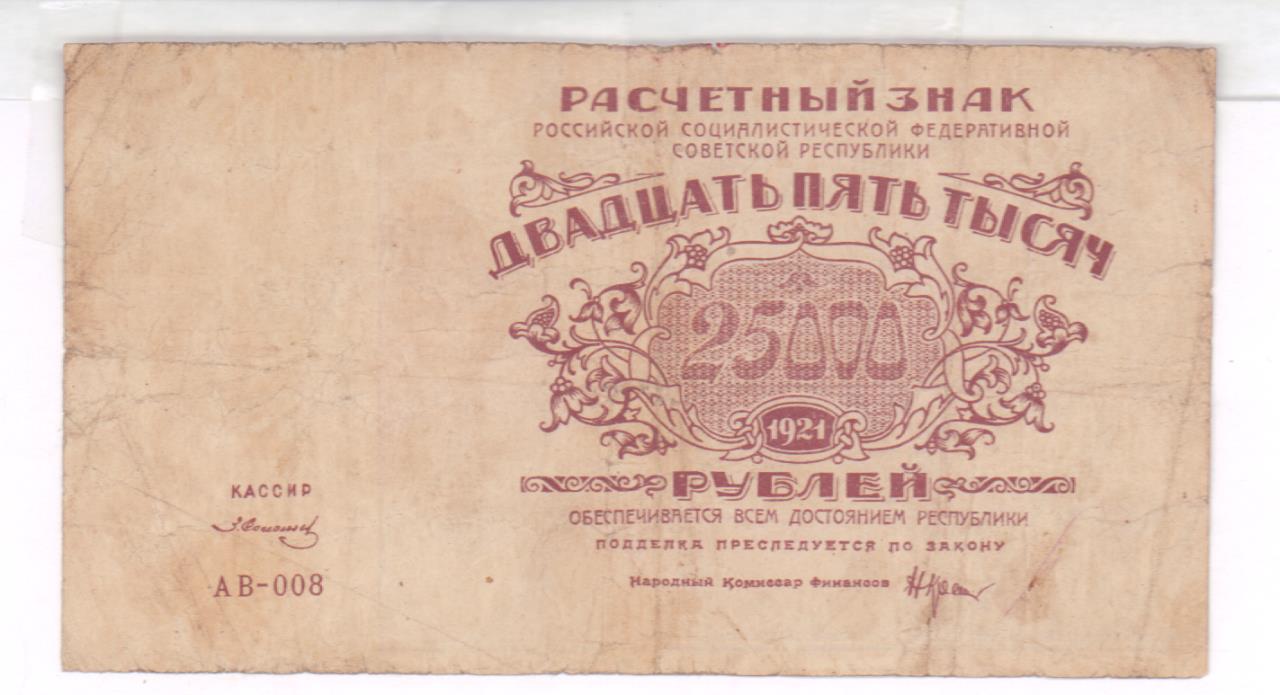 РАСЧЕТНЫЙ ЗНАК
РОССИЙСКОЙ СОЦИАЛИСТИЧЕСКОЙ ФЕДЕРАТИВНОЙ
СОВЕТСКОЙ РЕСПУБЛИКИ
ДВАДЦАТЬ ПЯТЬ ТЫСЯЧ
25000
1921
РУБЛЕЙ
ОБЕСПЕЧИВАЕТСЯ ВСЕМ ДОСТОЯНИЕМ РЕСПУБЛИКИ
ПОДДЕЛКА ПРЕСЛЕДУЕТСЯ ПО ЗАКОНУ
Народный Комиссар Финансов
КАССИР
АВ-008